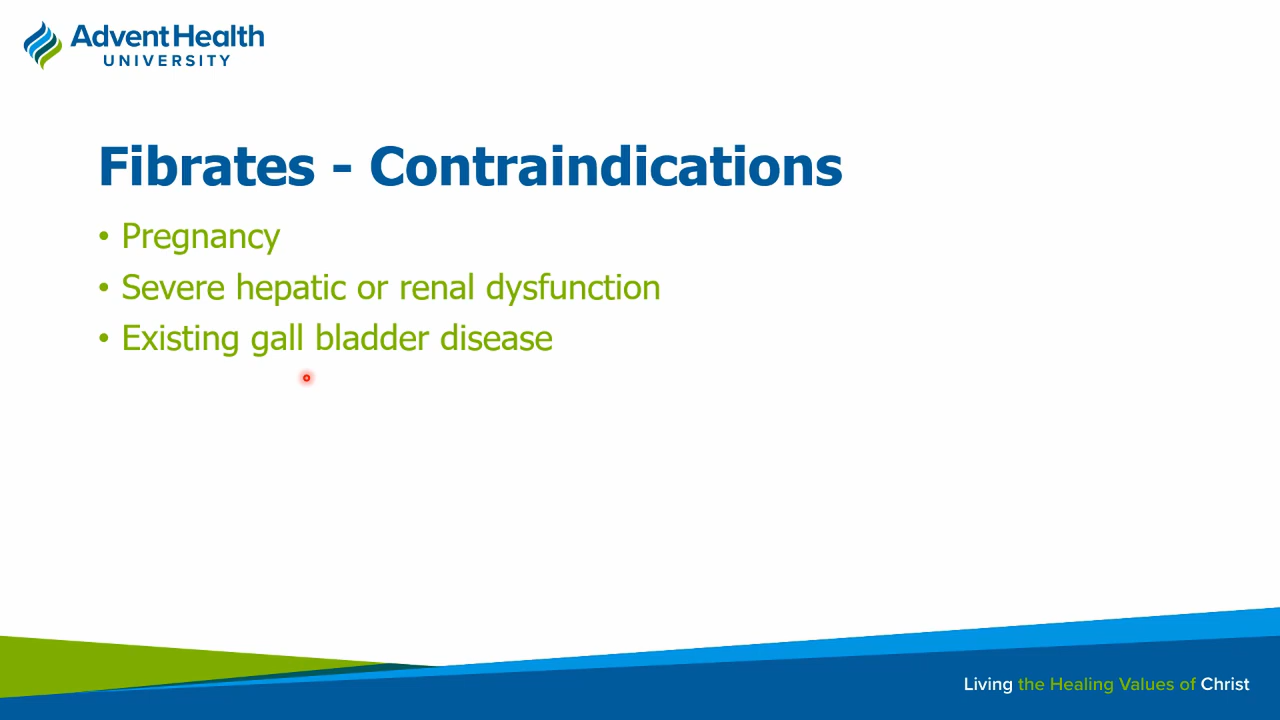 AdventHealth
UNIVERSITY
Fibrates - Contraindications
• Pregnancy
• Severe hepatic or renal dysfunction
• Existing gall bladder disease
Living the Healing Values of Christ